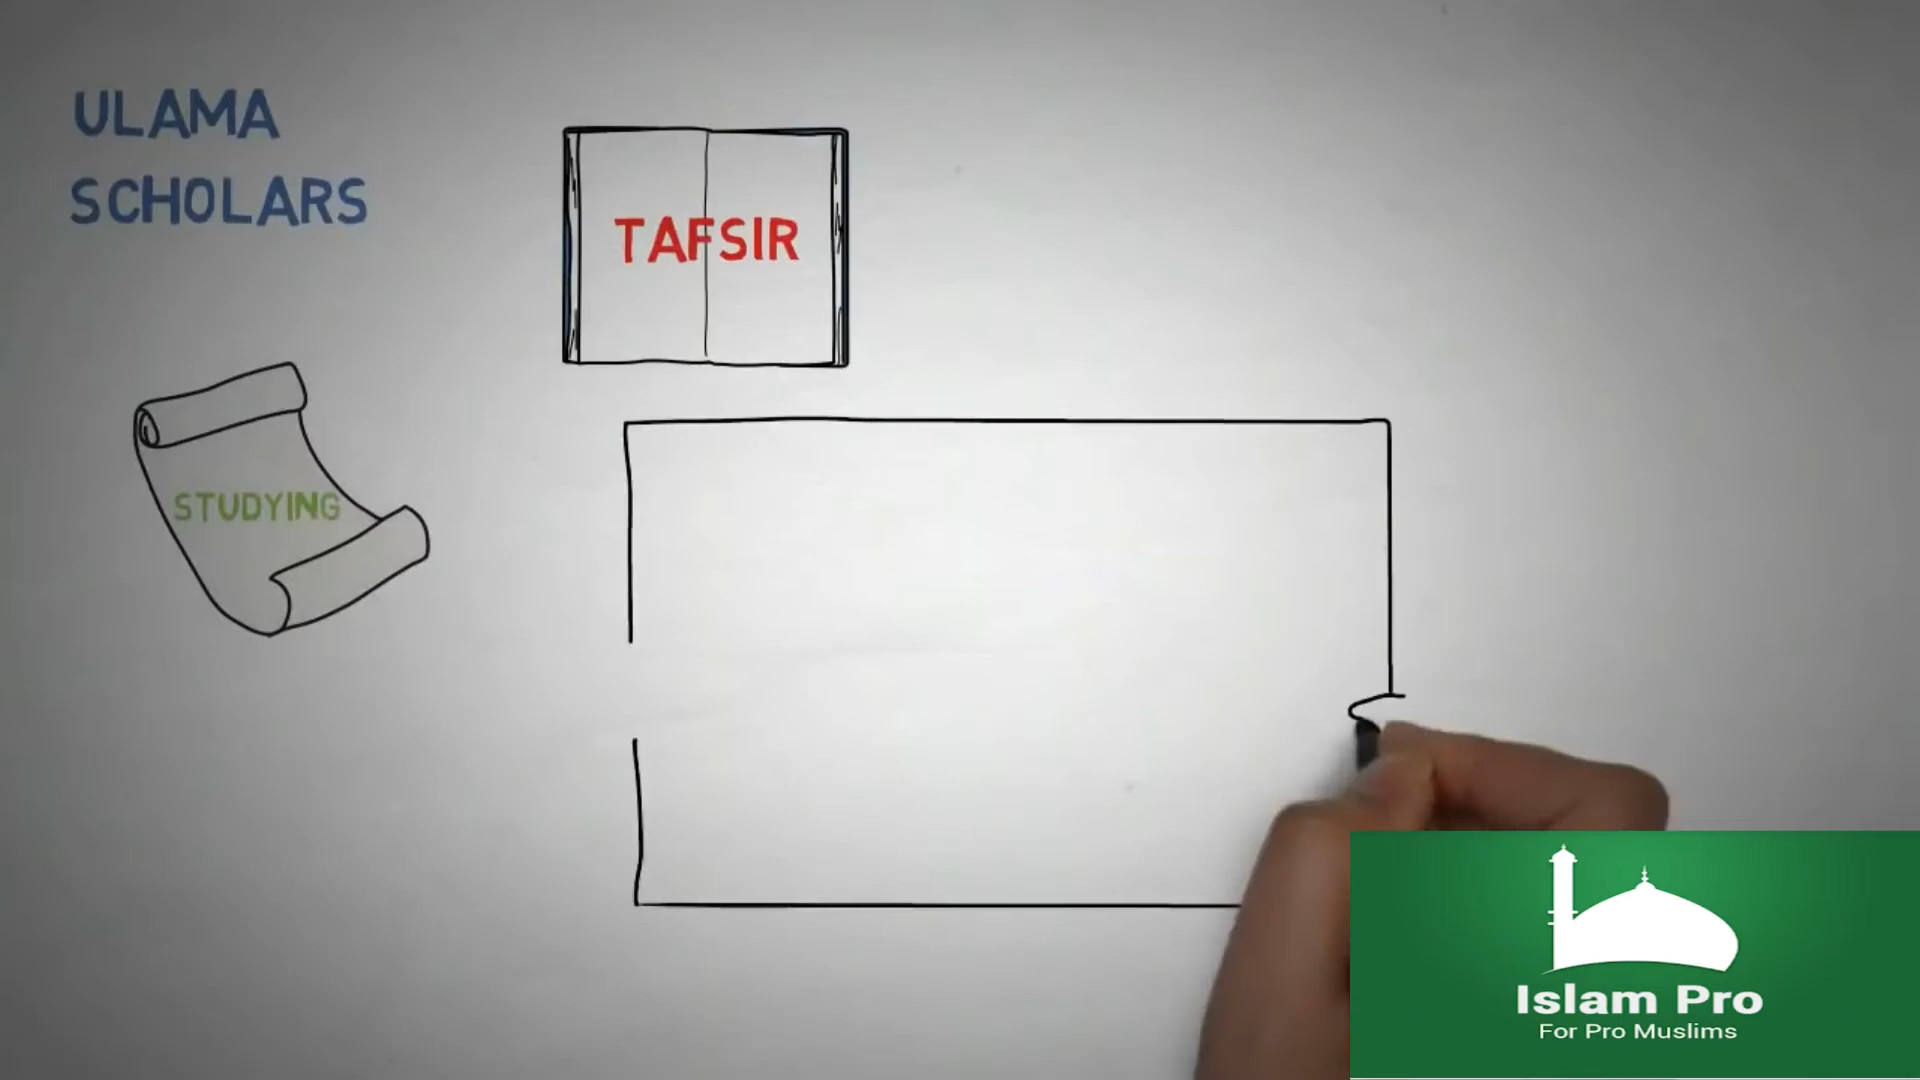 ULAMA
SCHOLARS
TAFSIR
STUDYING
Islam Pro
For Pro Muslims